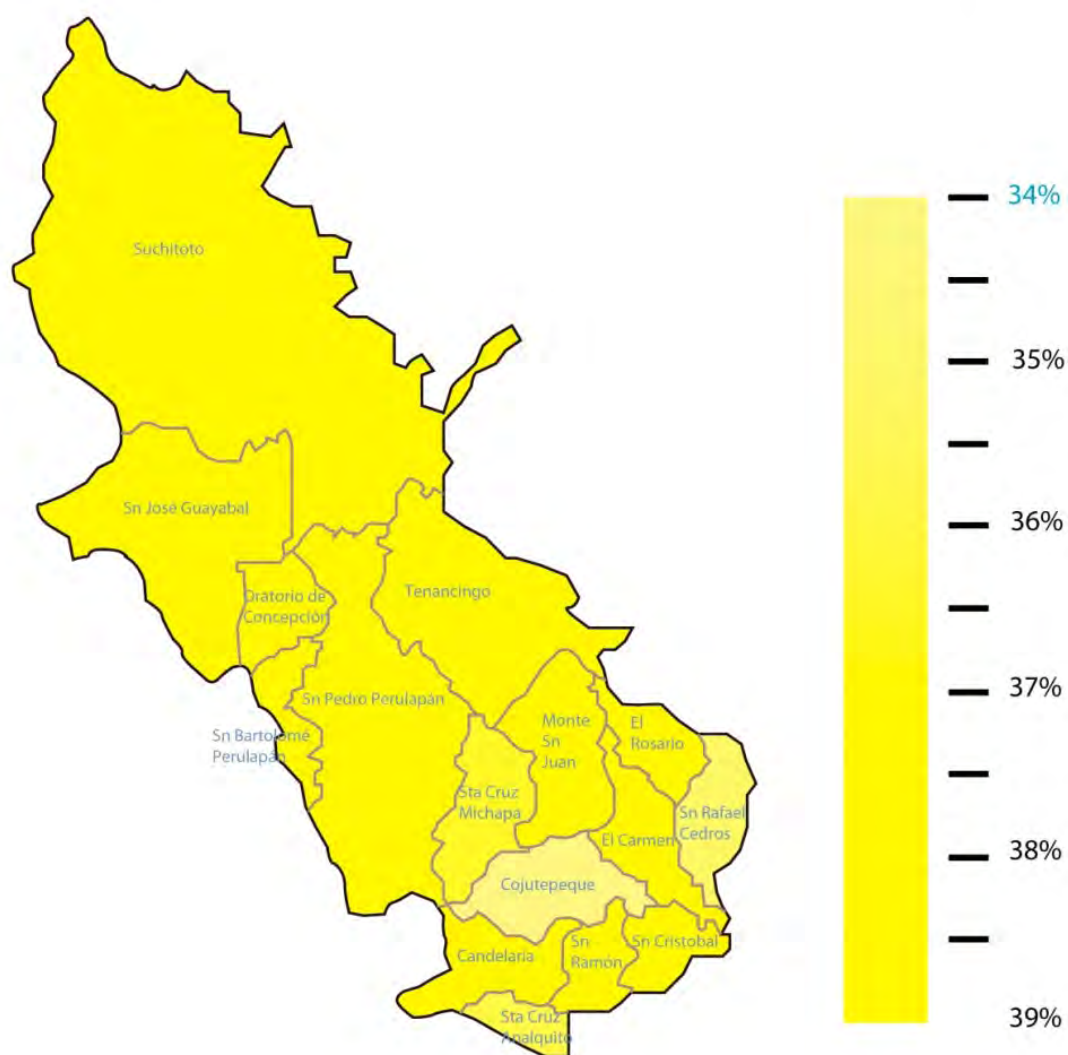 Suchitoto
Sn José Guayabal
Oratorio de
Concepción
Tenancingo
Sn Pedro Perulapán
Sn Bartolomé
Perulapán
Monte
Sn
Juan
El
Rosario
Sta Cruz
Michapa
Sn Rafael
Cedros
El Carmen
Cojutepeque
Candelaria
Sn
Ramón
Sn Cristobal
Sta Cruz
Analquito
34%
35%
36%
37%
38%
39%